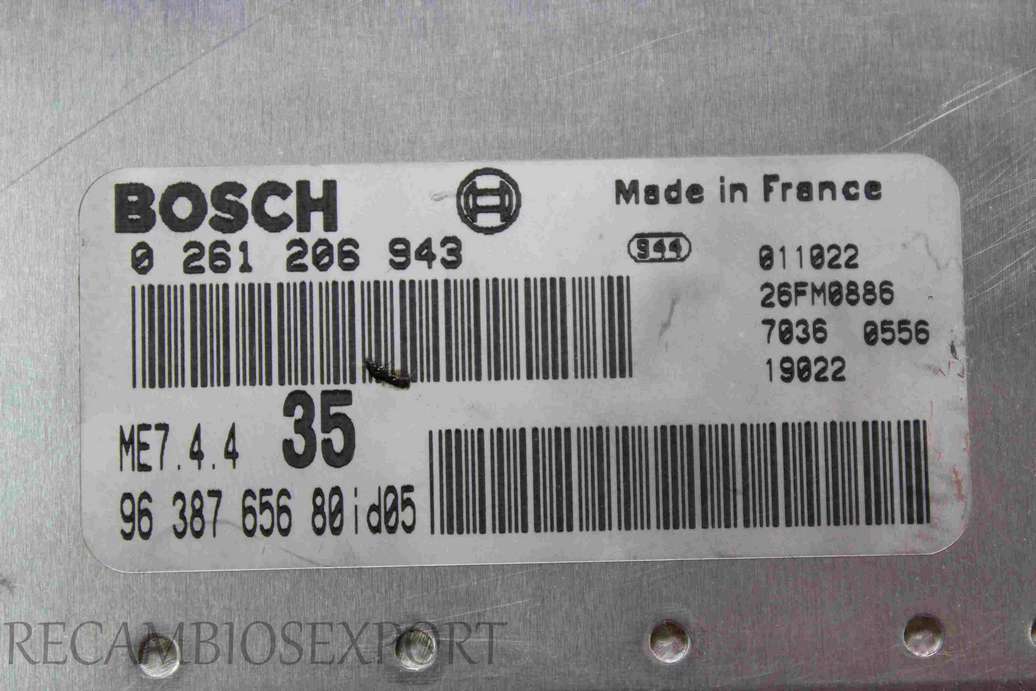 BOSCH
Made in France
0 261 206 943
944
011022
26FM0886
7036 0556
19022
35
ME7.4.4
96 387 656 80id05
RECAMBIOSEXPORT